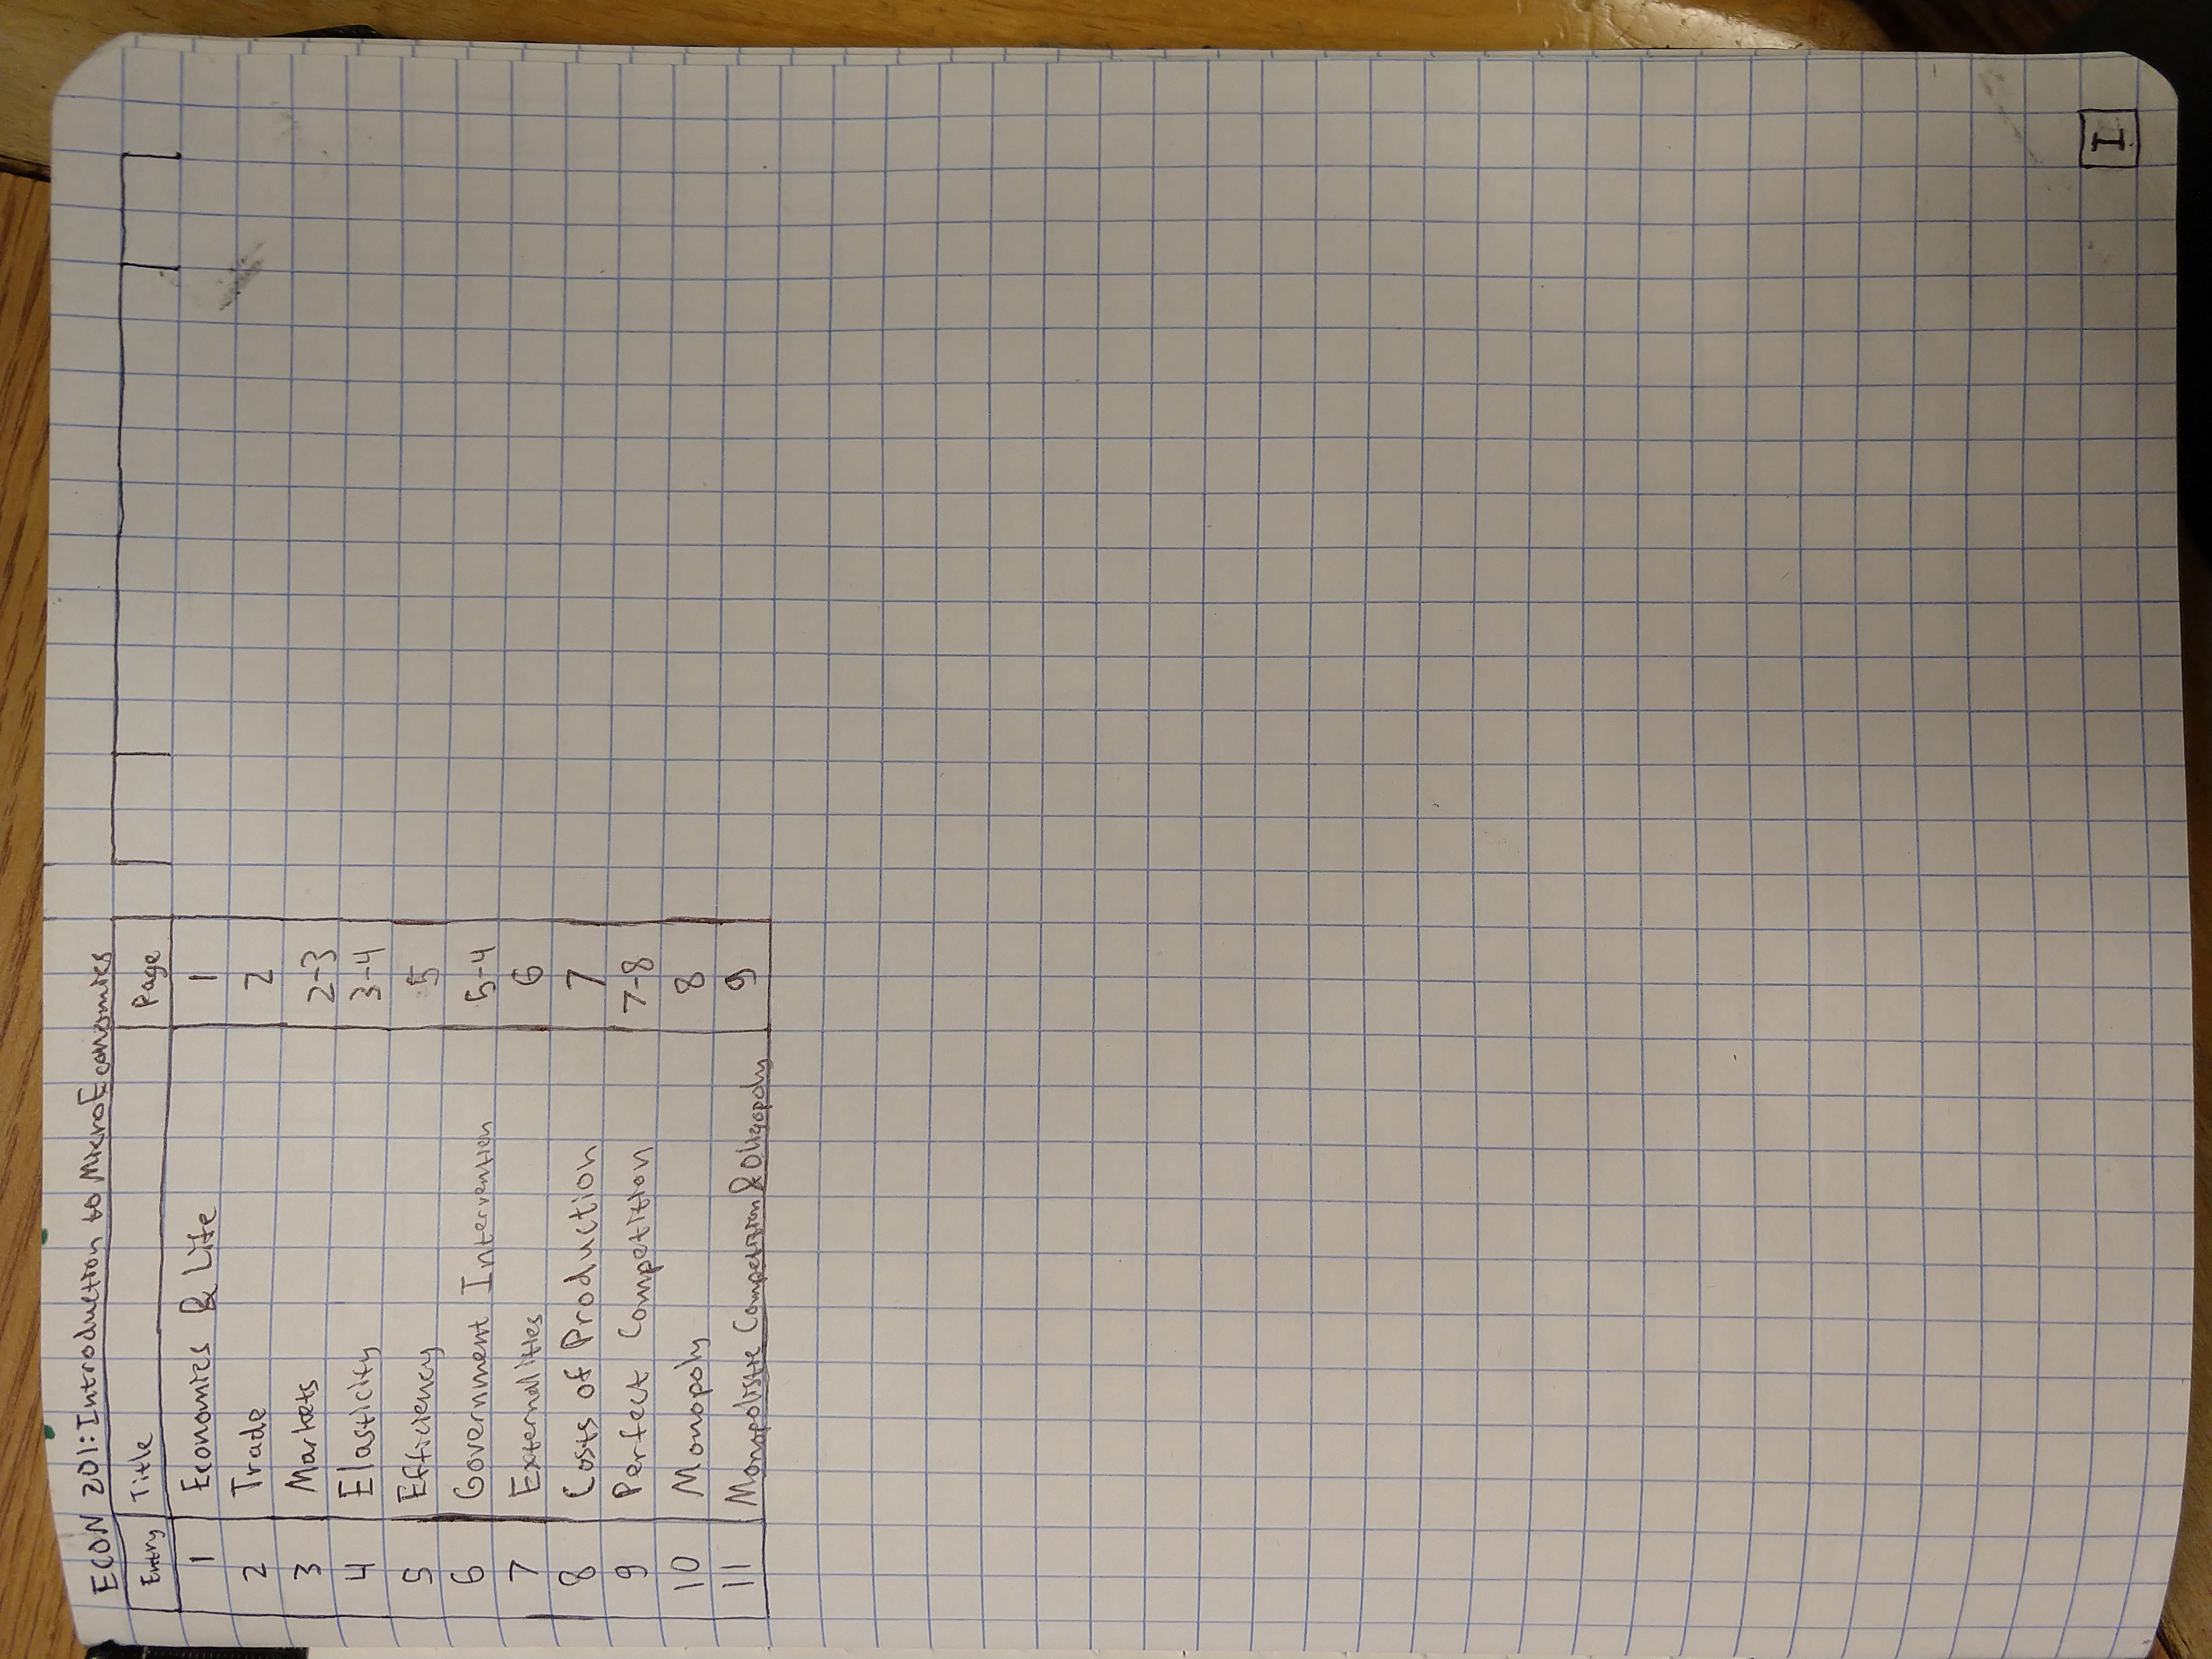 ECON 201: Introduction to MicroEconomics
Entry Title Page
1 Economics & Life 1
2 Trade 2
3 Markets 2-3
4 Elasticity 3-4
5 Efficiency 5
6 Government Intervention 5-4
7 Externalities 6
8 Costs of Production 7
9 Perfect Competition 7-8
10 Monopoly 8
11 Monopolistic Competition & Oligopoly 9
I